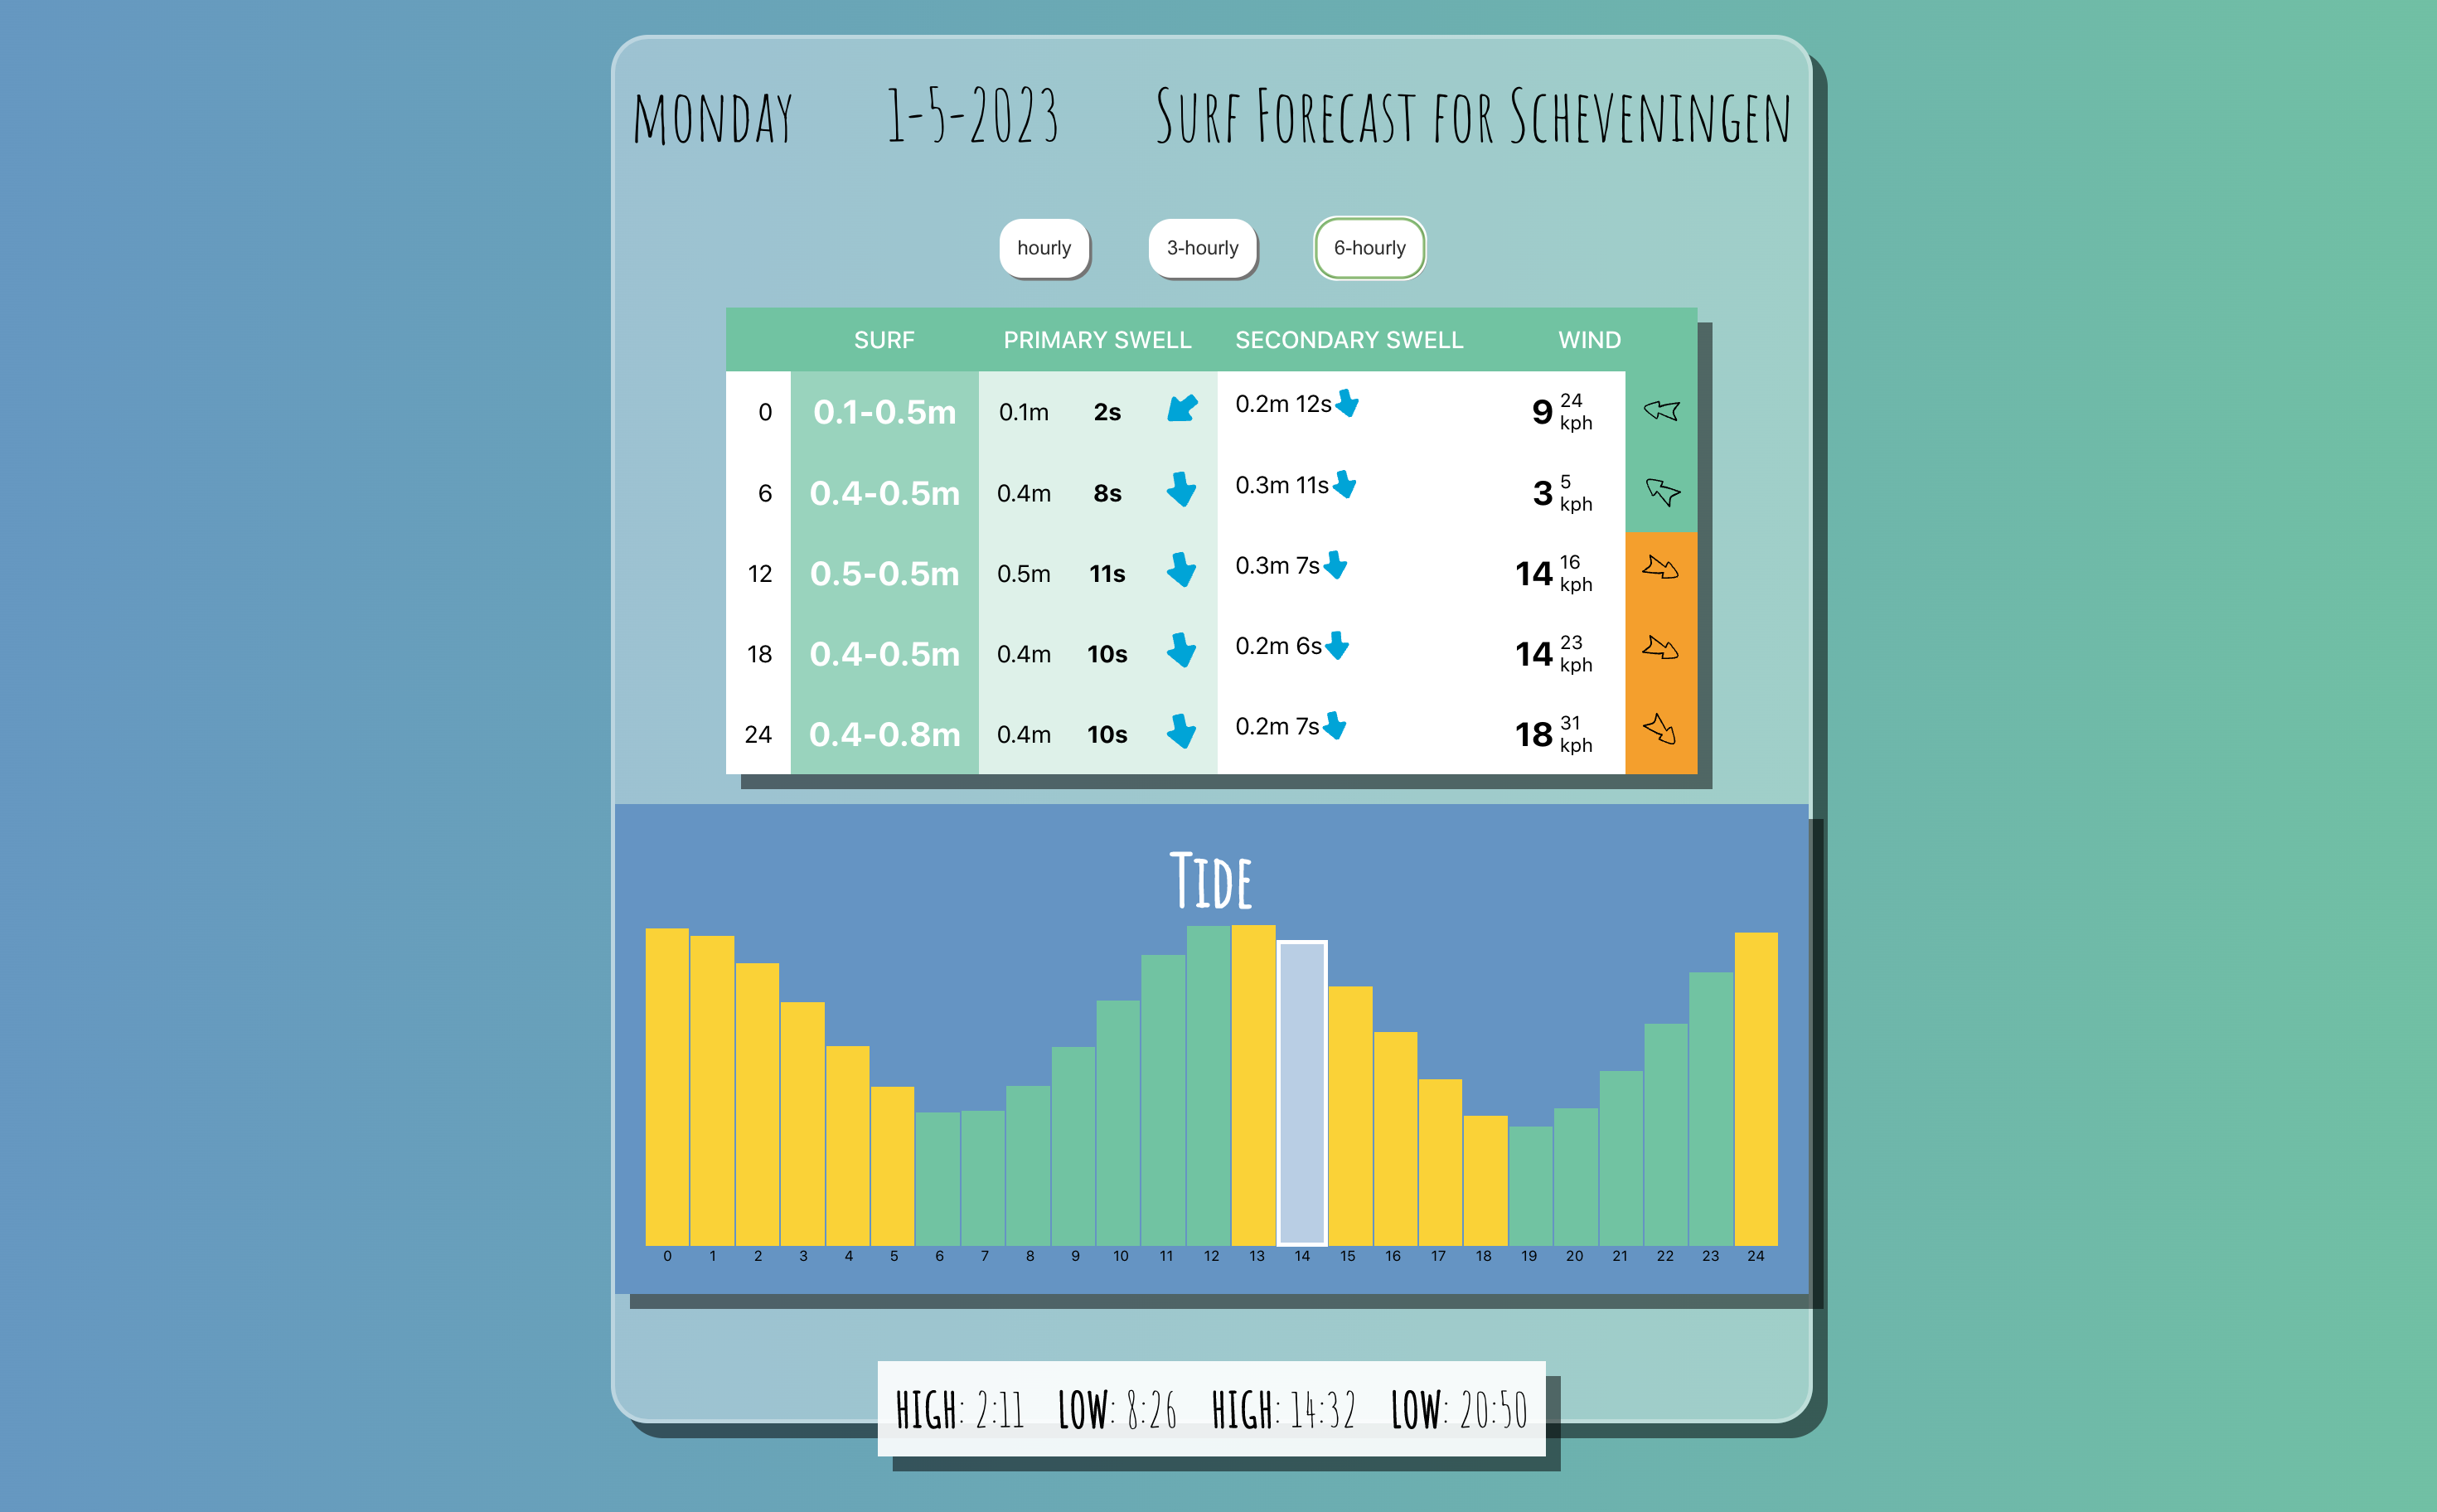 MONDAY 1-5-2023 SURF FORECAST FOR SCHEVENINGEN
hourly 3-hourly 6-hourly
SURF PRIMARY SWELL SECONDARY SWELL WIND
0 0.1-0.5m 0.1m 2s 0.2m 12s 9 24 kph
6 0.4-0.5m 0.4m 8s 0.3m 11s 3 5 kph
12 0.5-0.5m 0.5m 11s 0.3m 7s 14 16 kph
18 0.4-0.5m 0.4m 10s 0.2m 6s 14 23 kph
24 0.4-0.8m 0.4m 10s 0.2m 7s 18 31 kph
TIDE
0 1 2 3 4 5 6 7 8 9 10 11 12 13 14 15 16 17 18 19 20 21 22 23 24
HIGH: 2:11 LOW: 8:26 HIGH: 14:32 LOW: 20:50